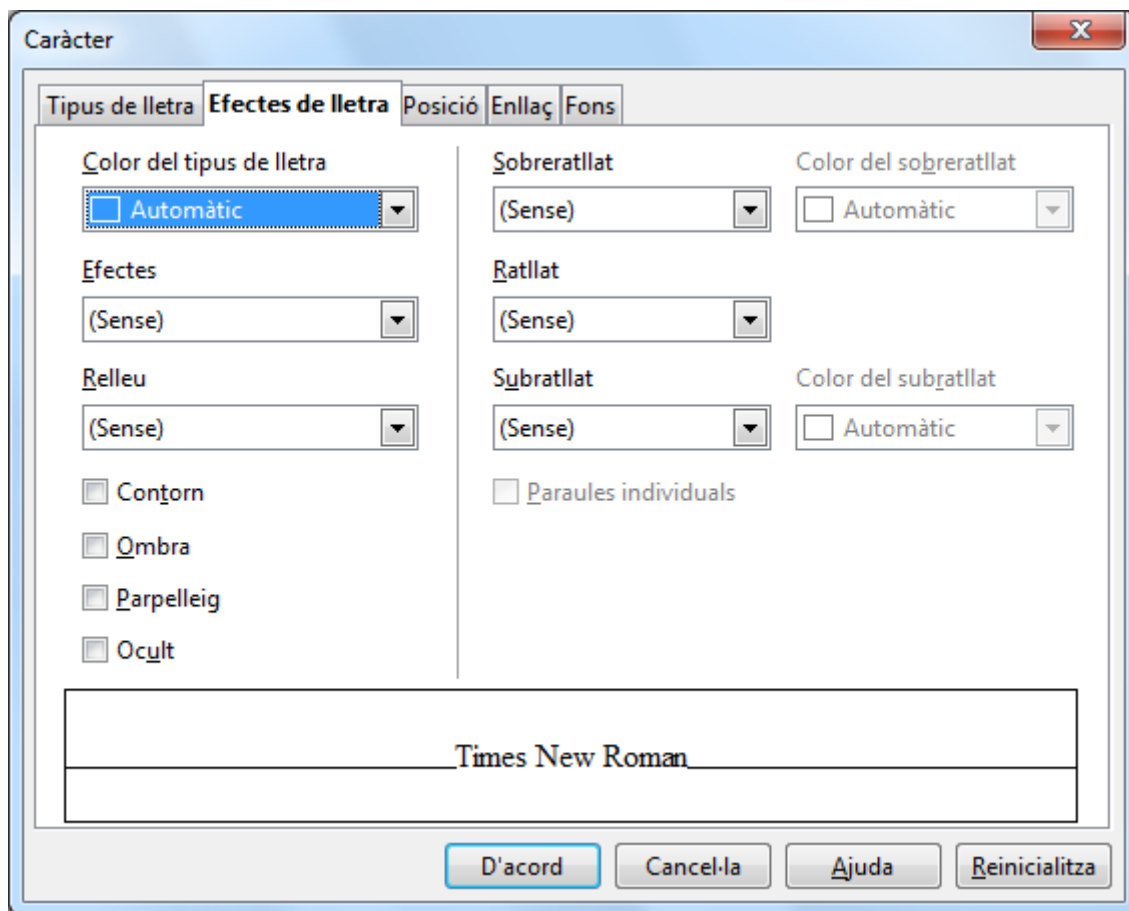 Caràcter
Tipus de lletra Efectes de lletra Posició Enllaç Fons
Color del tipus de lletra
Automàtic
Efectes
(Sense)
Relleu
(Sense)
Contorn
Ombra
Parpelleig
Ocult
Sobreratllat
(Sense)
Color del sobreratllat
Automàtic
Ratllat
(Sense)
Subratllat
(Sense)
Color del subratllat
Automàtic
Paraules individuals
Times New Roman
D'acord Cancel·la Ajuda Reinicialitza